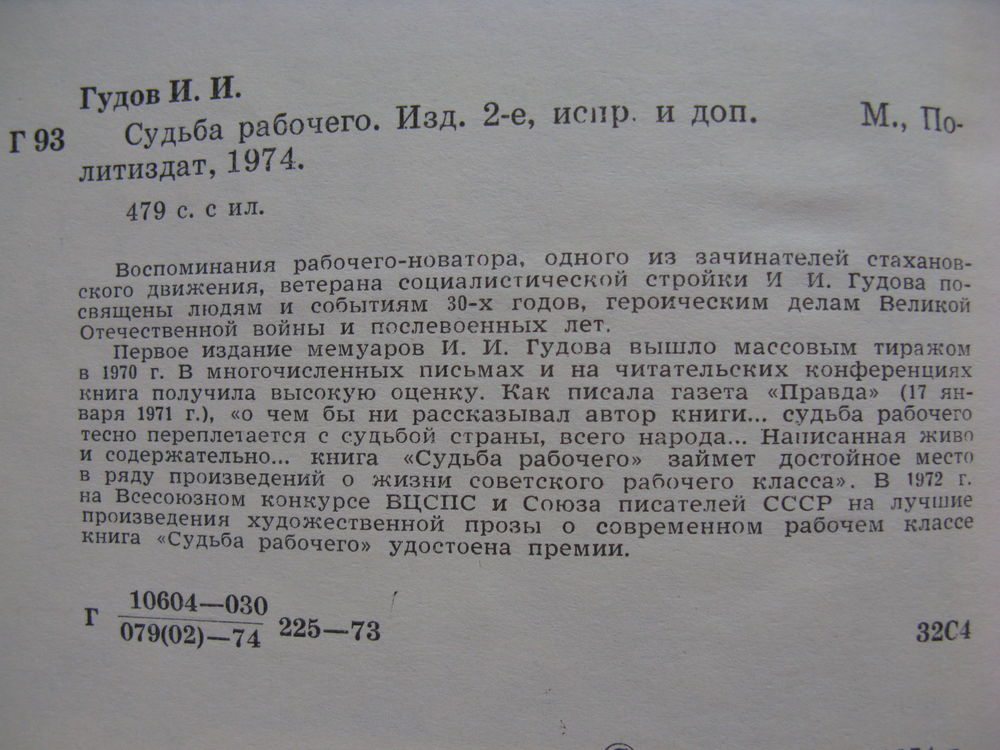 Гудов И. И.
Г 93 Судьба рабочего. Изд. 2-е, испр. и доп. М., По-
литиздат, 1974.
479 с. с ил.
Воспоминания рабочего-новатора, одного из зачинателей стаханов-
ского движения, ветерана социалистической стройки И И. Гудова по-
священы людям и событиям 30-х годов, героическим делам Великой
Отечественной войны и послевоенных лет.
Первое издание мемуаров И. И. Гудова вышло массовым тиражом
в 1970 г. В многочисленных письмах и на читательских конференциях
книга получила высокую оценку. Как писала газета «Правда» (17 ян-
варя 1971 г.), «о чем бы ни рассказывал автор книги... судьба рабочего
тесно переплетается с судьбой страны, всего народа... Написанная живо
и содержательно... книга «Судьба рабочего» займет достойное место
в ряду произведений о жизни советского рабочего класса». В 1972 г.
на Всесоюзном конкурсе ВЦСПС и Союза писателей СССР на лучшие
произведения художественной прозы о современном рабочем классе
книга «Судьба рабочего» удостоена премии.
10604—030
Г 225—73 32С4
079(02)—74